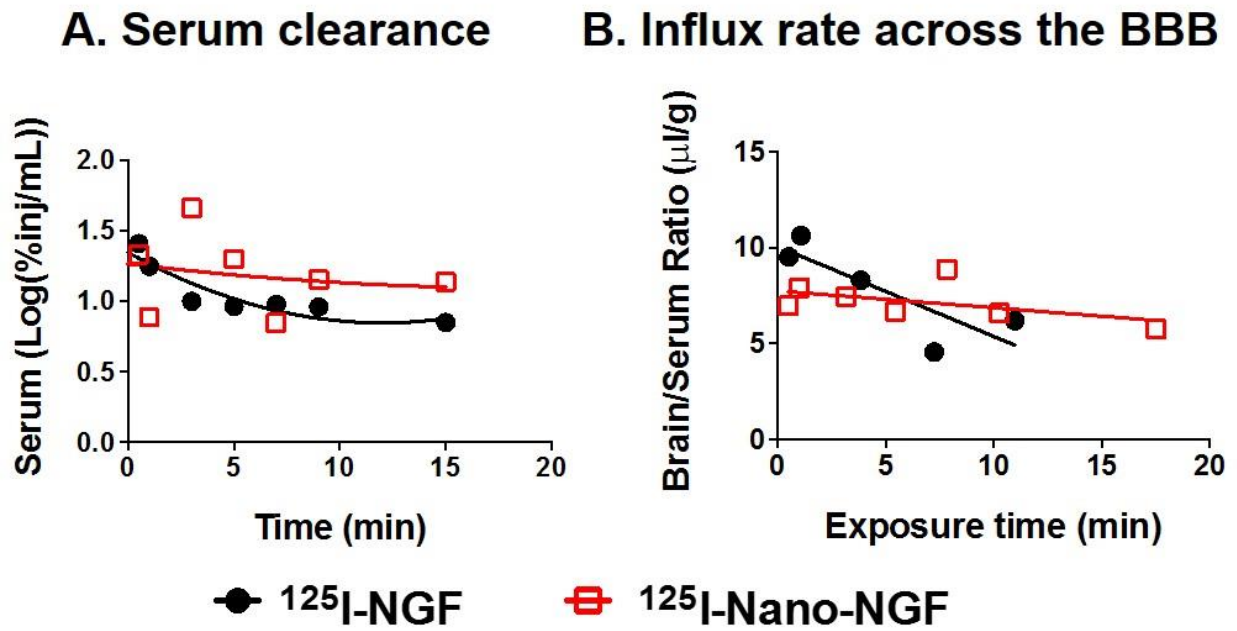 A. Serum clearance
Serum (Log(%inj/mL))
2.0
1.5
1.0
0.5
0.0
0 5 10 15 20
Time (min)
B. Influx rate across the BBB
Brain/Serum Ratio (μl/g)
15
10
5
0
0 5 10 15 20
Exposure time (min)
¹²⁵I-NGF
¹²⁵I-Nano-NGF